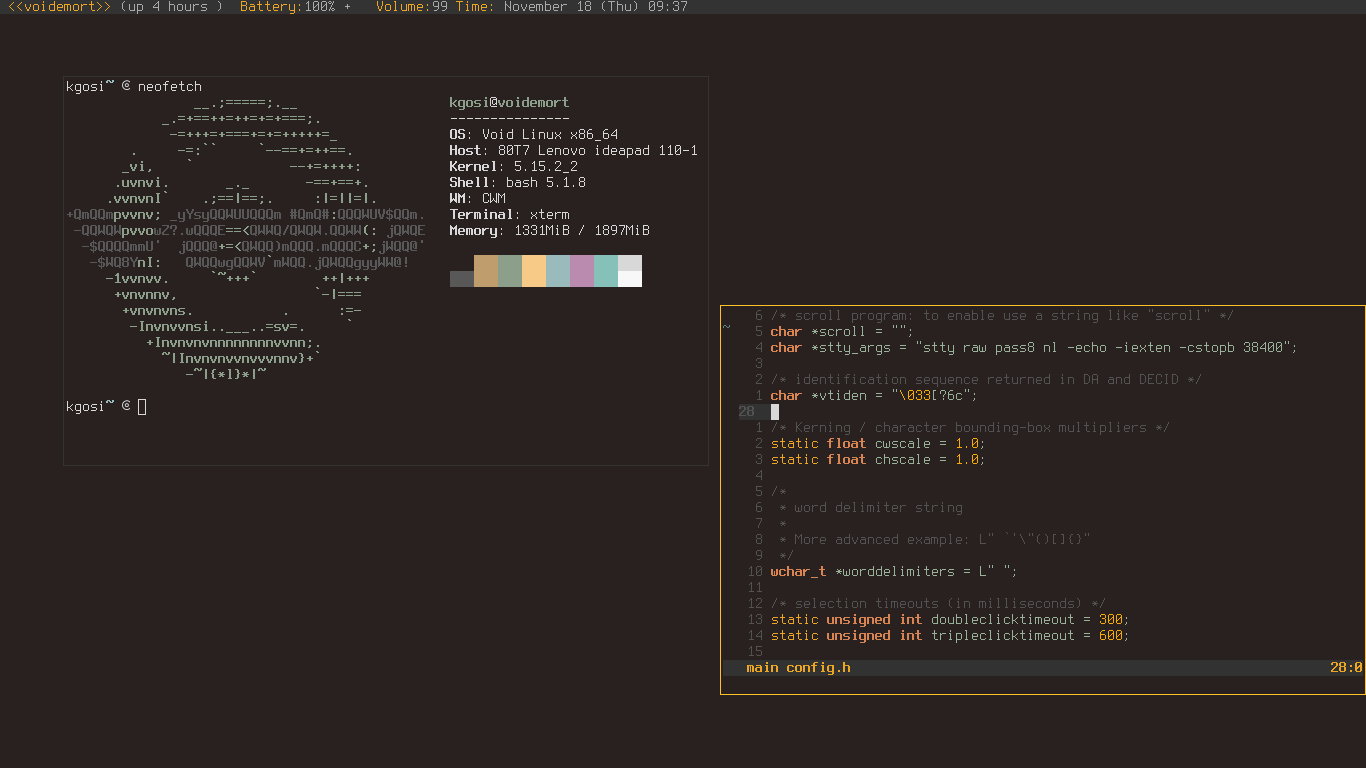 <<voidemort>> (up 4 hours )  Battery:100% +   Volume:99 Time: November 18 (Thu) 09:37
kgosi~ @ neofetch
                __.;=====;.__
            _.=+==++=++=+=+===;.
             -=+++=+===+=+=+++++=_
        .     -=:``     `--==+=++==.
       _vi,    `            --+=++++:
      .uvnvi.       _._       -==+==+.
     .vvnvnI`    .;==|==;.     :|=||=|.
+QmQQmpvvnv; _yYsyQQWUUQQQm #QmQ#:QQQWUV$QQm.
 -QQWQWpvvowZ?.wQQQE==<QWWQ/QWQW.QQWW(: jQWQE
  -$QQQQmmU'  jQQQ@+=<QWQQ)mQQQ.mQQQC+;jWQQ@'
   -$WQ8YnI:   QWQQwgQQWV`mWQQ.jQWQQgyyWW@!
     -1vvnvv.     `~+++`        ++|+++
      +vnvnnv,                 `-|===
       +vnvnvns.           .      :=-
        -Invnvvnsi..___..=sv=.     `
          +Invnvnvnnnnnnnnvvnn;.
            ~|Invnvnvvnvvvnnv}+`
               -~|{*l}*|~
kgosi@voidemort
---------------
OS: Void Linux x86_64
Host: 80T7 Lenovo ideapad 110-1
Kernel: 5.15.2_2
Shell: bash 5.1.8
WM: CWM
Terminal: xterm
Memory: 1331MiB / 1897MiB
kgosi~ @
6 /* scroll program: to enable use a string like "scroll" */
~ 5 char *scroll = "";
4 char *stty_args = "stty raw pass8 nl -echo -iexten -cstopb 38400";
3
2 /* identification sequence returned in DA and DECID */
1 char *vtiden = "\033[?6c";
28
1 /* Kerning / character bounding-box multipliers */
2 static float cwscale = 1.0;
3 static float chscale = 1.0;
4
5 /*
6  * word delimiter string
7  *
8  * More advanced example: L" `'\"()[]{}"
9  */
10 wchar_t *worddelimiters = L" ";
11
12 /* selection timeouts (in milliseconds) */
13 static unsigned int doubleclicktimeout = 300;
14 static unsigned int tripleclicktimeout = 600;
15
main config.h 28:0